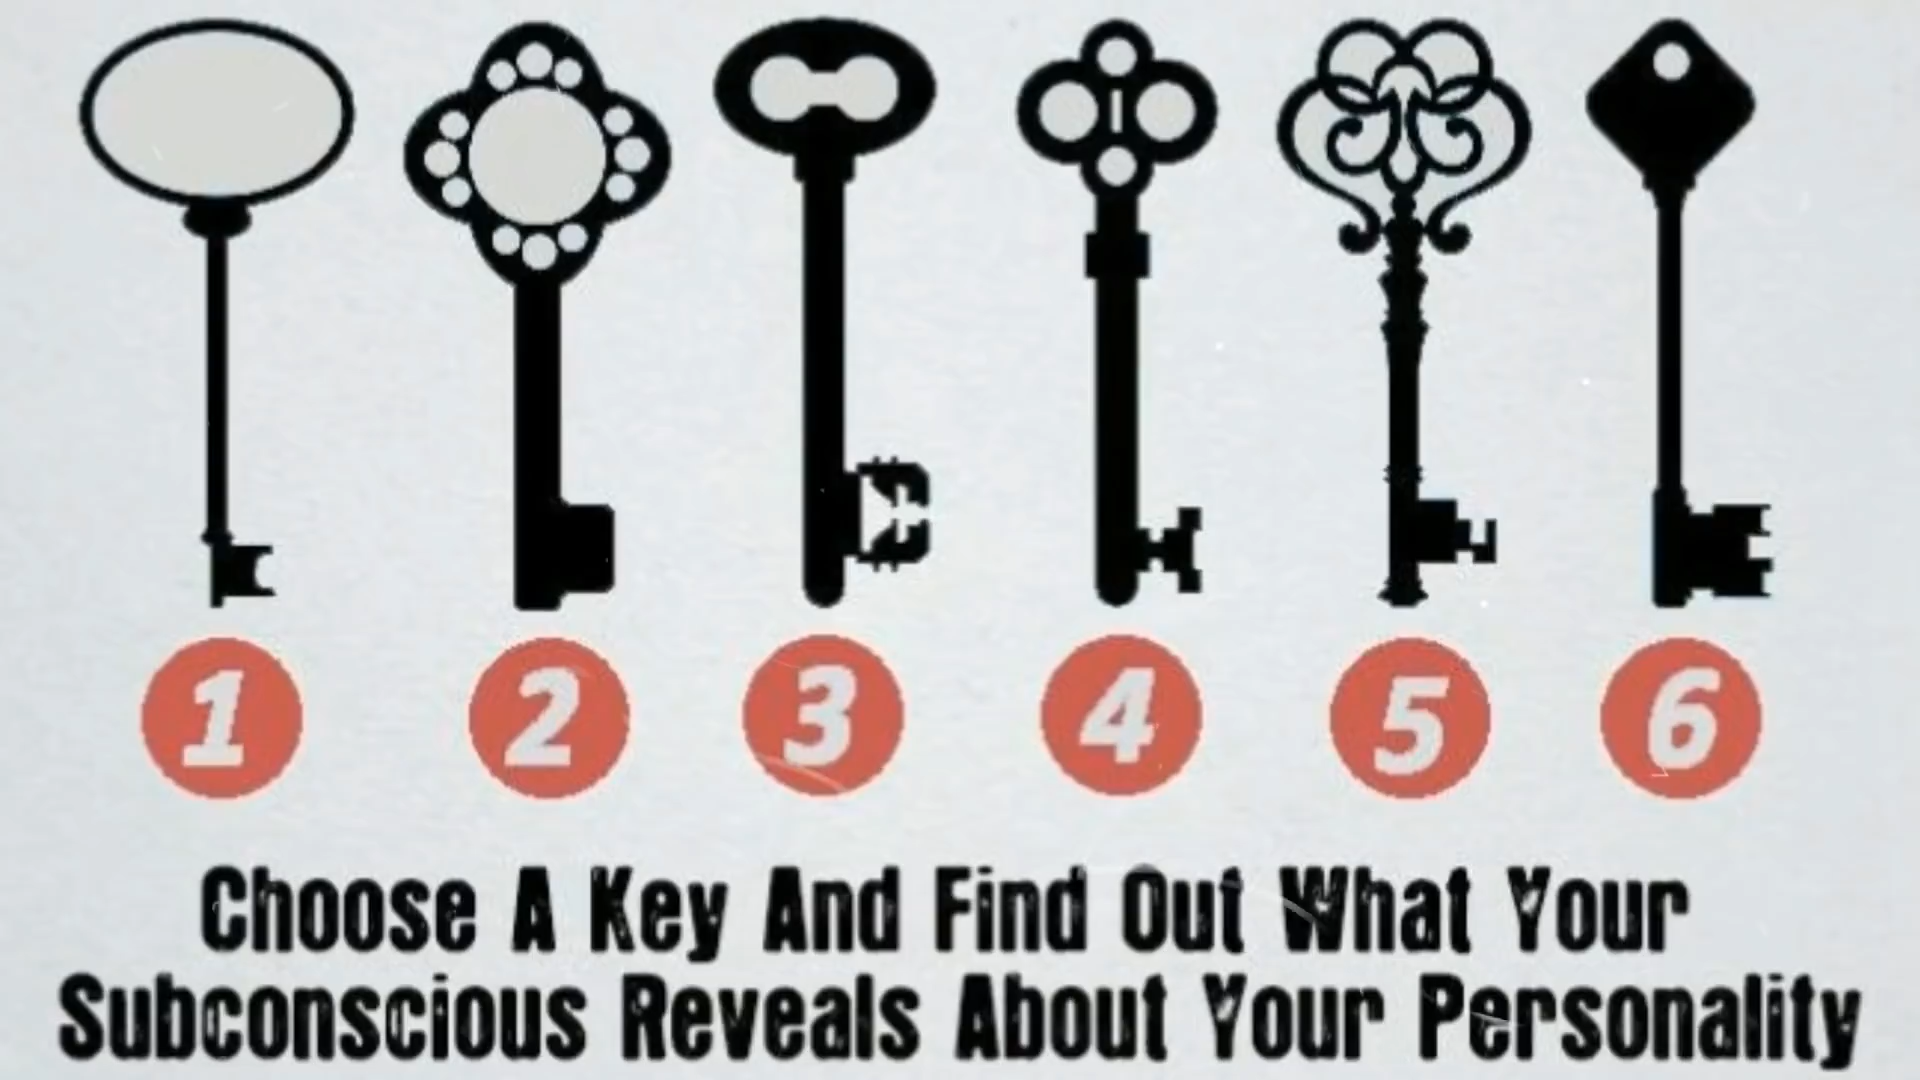 1 2 3 4 5 6
Choose A Key And Find Out What Your
Subconscious Reveals About Your Personality